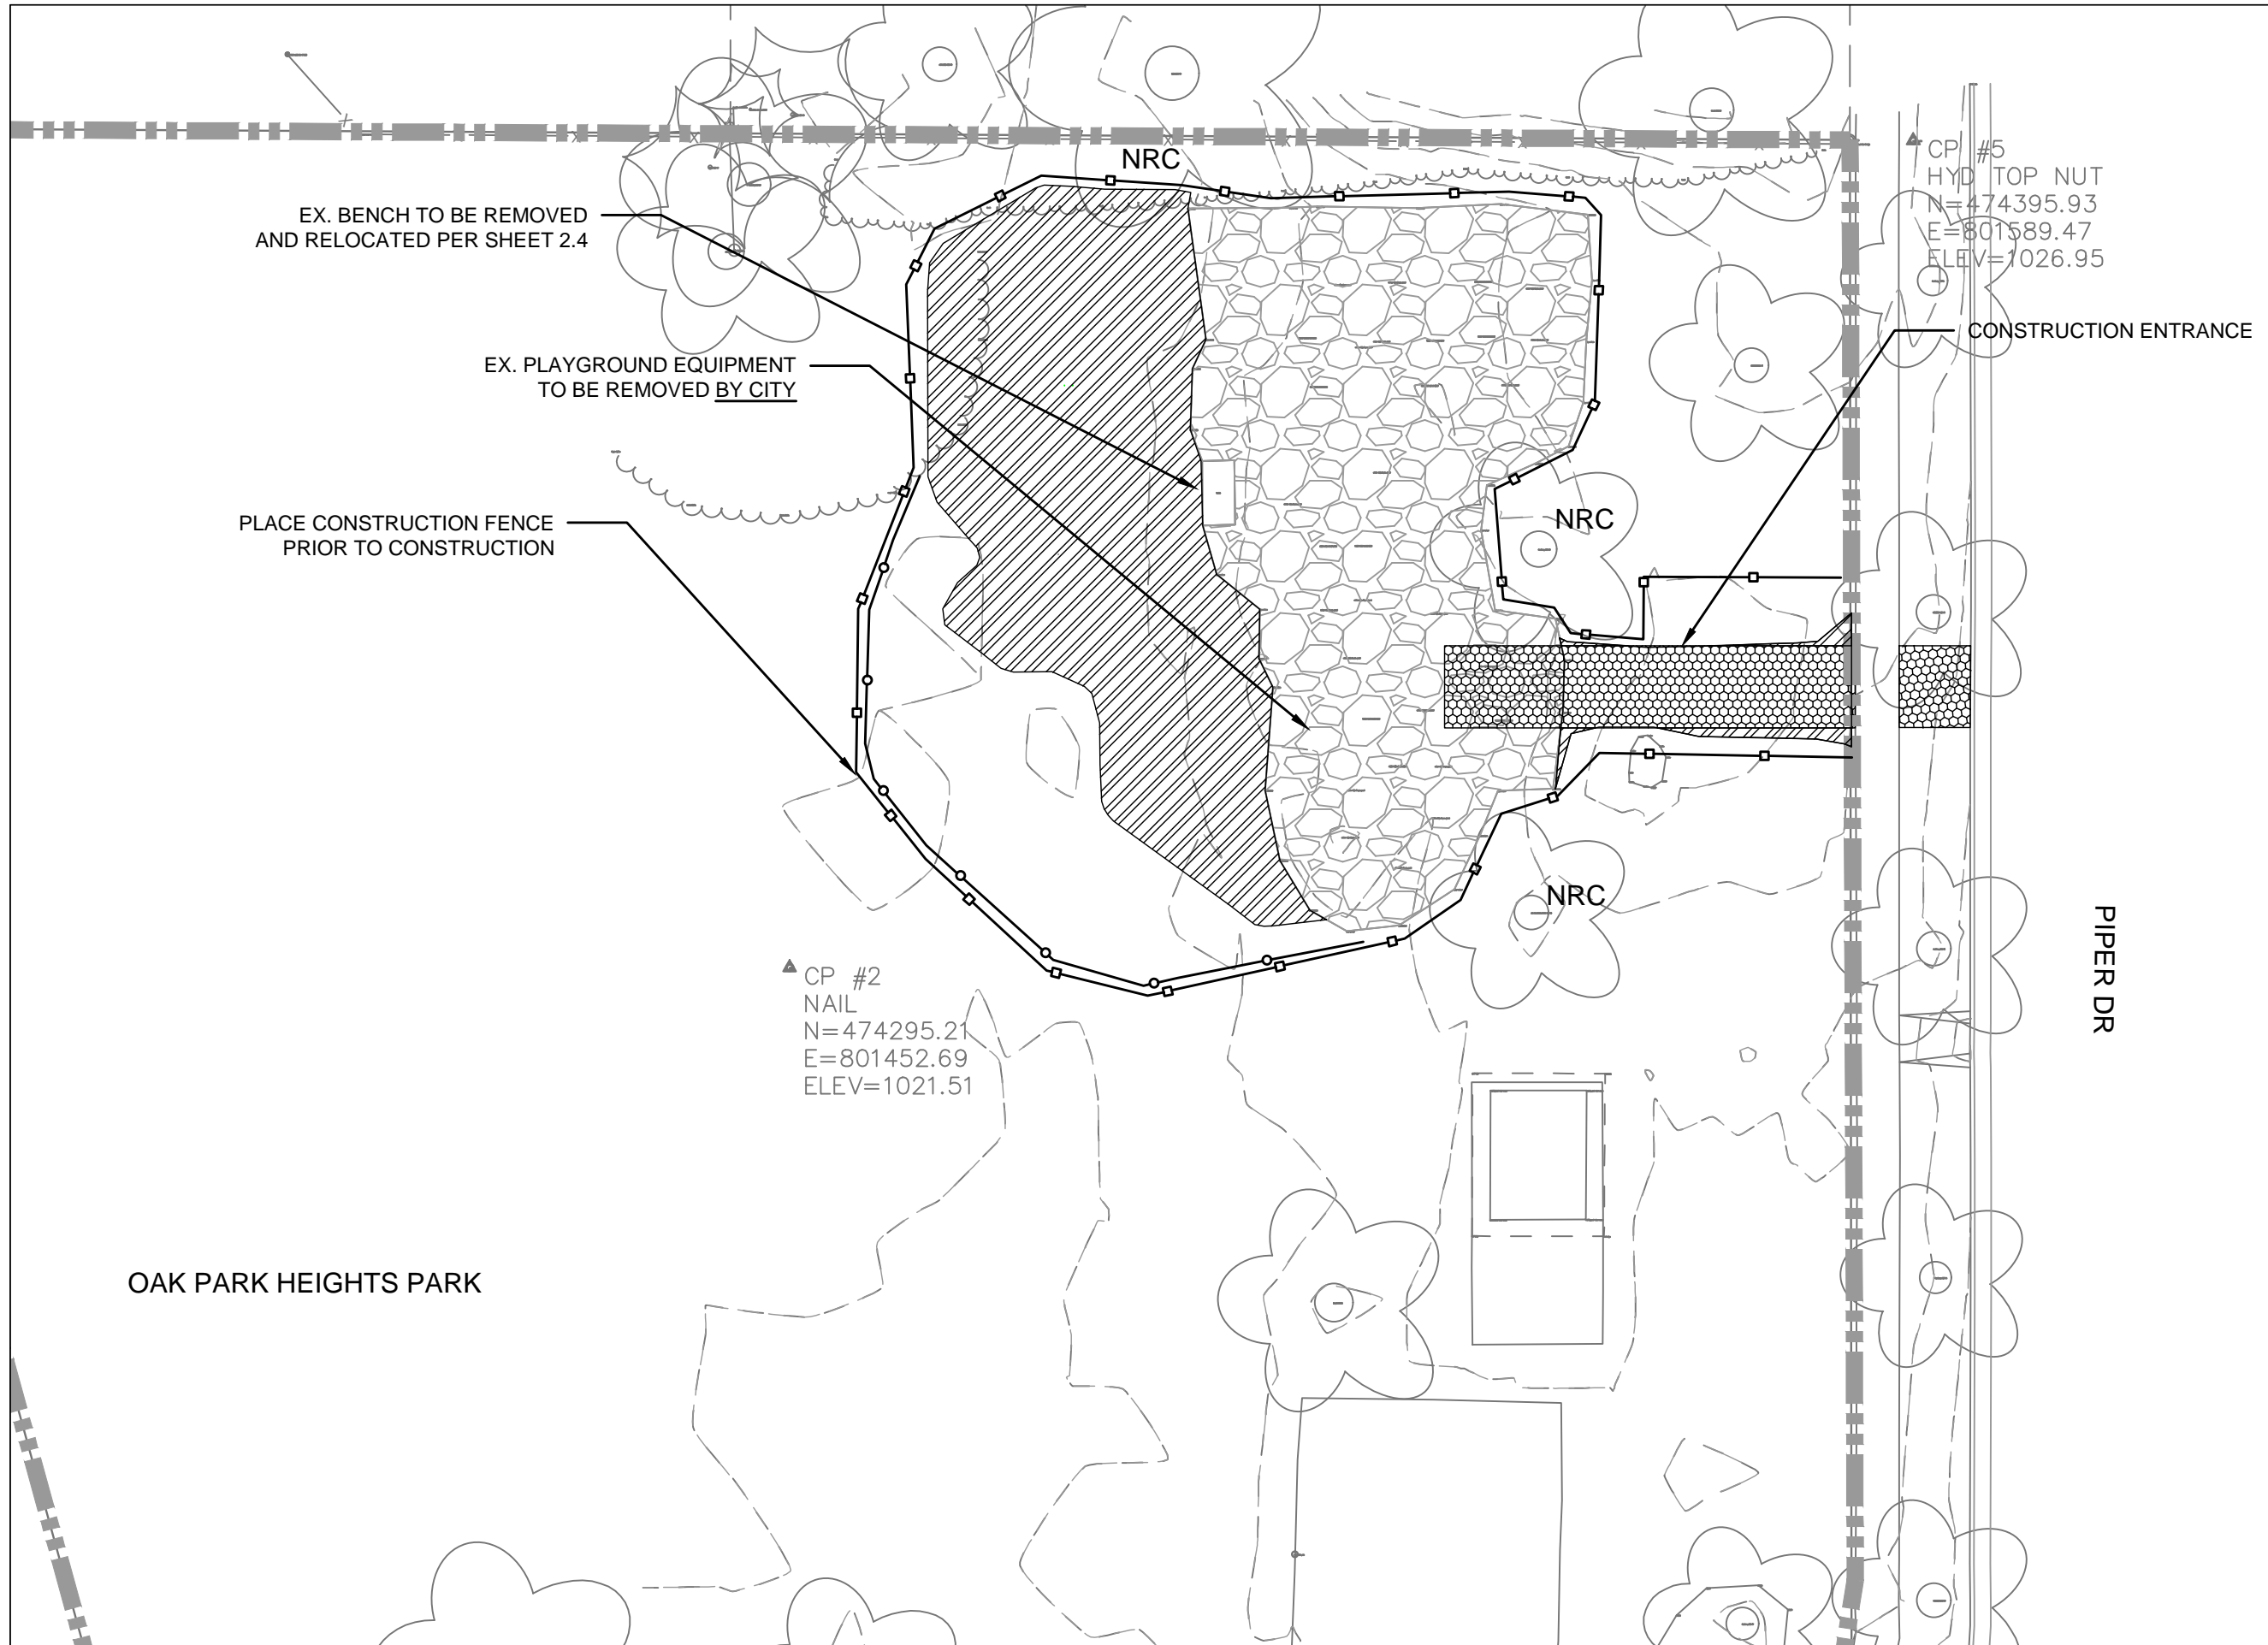 NRC
CP #5
HYD TOP NUT
N=474395.93
E=801589.47
ELEV=1026.95
EX. BENCH TO BE REMOVED
AND RELOCATED PER SHEET 2.4
CONSTRUCTION ENTRANCE
EX. PLAYGROUND EQUIPMENT
TO BE REMOVED BY CITY
PLACE CONSTRUCTION FENCE
PRIOR TO CONSTRUCTION
NRC
NRC
PIPER DR
CP #2
NAIL
N=474295.21
E=801452.69
ELEV=1021.51
OAK PARK HEIGHTS PARK